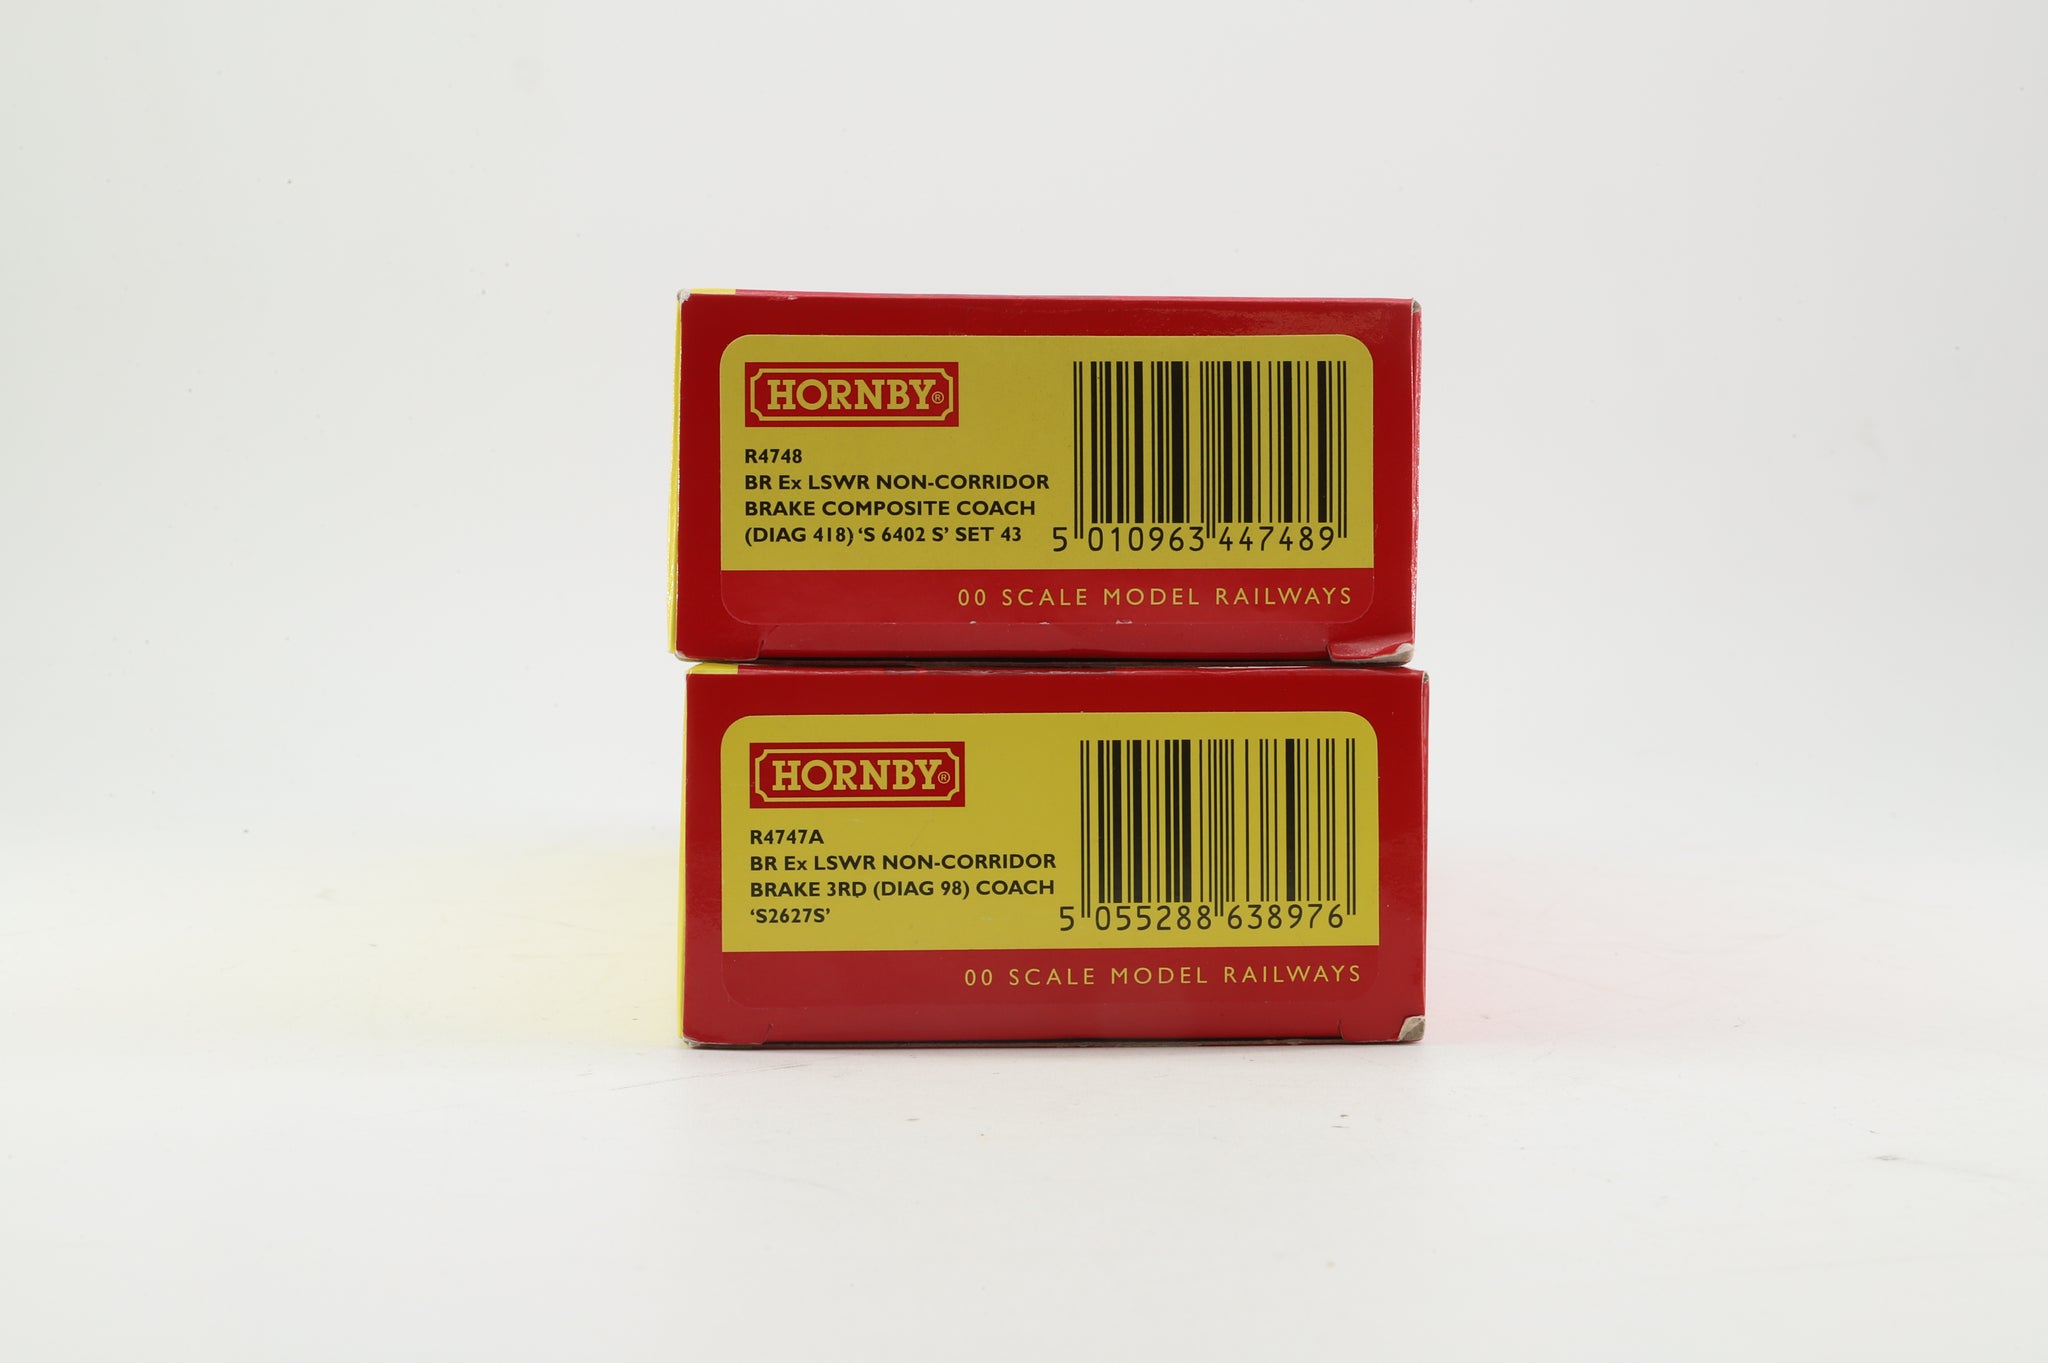 HORNBY®
R4748
BR Ex LSWR NON-CORRIDOR
BRAKE COMPOSITE COACH
(DIAG 418) ‘S 6402 S’ SET 43
5 010963 447489
00 SCALE MODEL RAILWAYS
HORNBY®
R4747A
BR Ex LSWR NON-CORRIDOR
BRAKE 3RD (DIAG 98) COACH
‘S2627S’
5 055288 638976
00 SCALE MODEL RAILWAYS